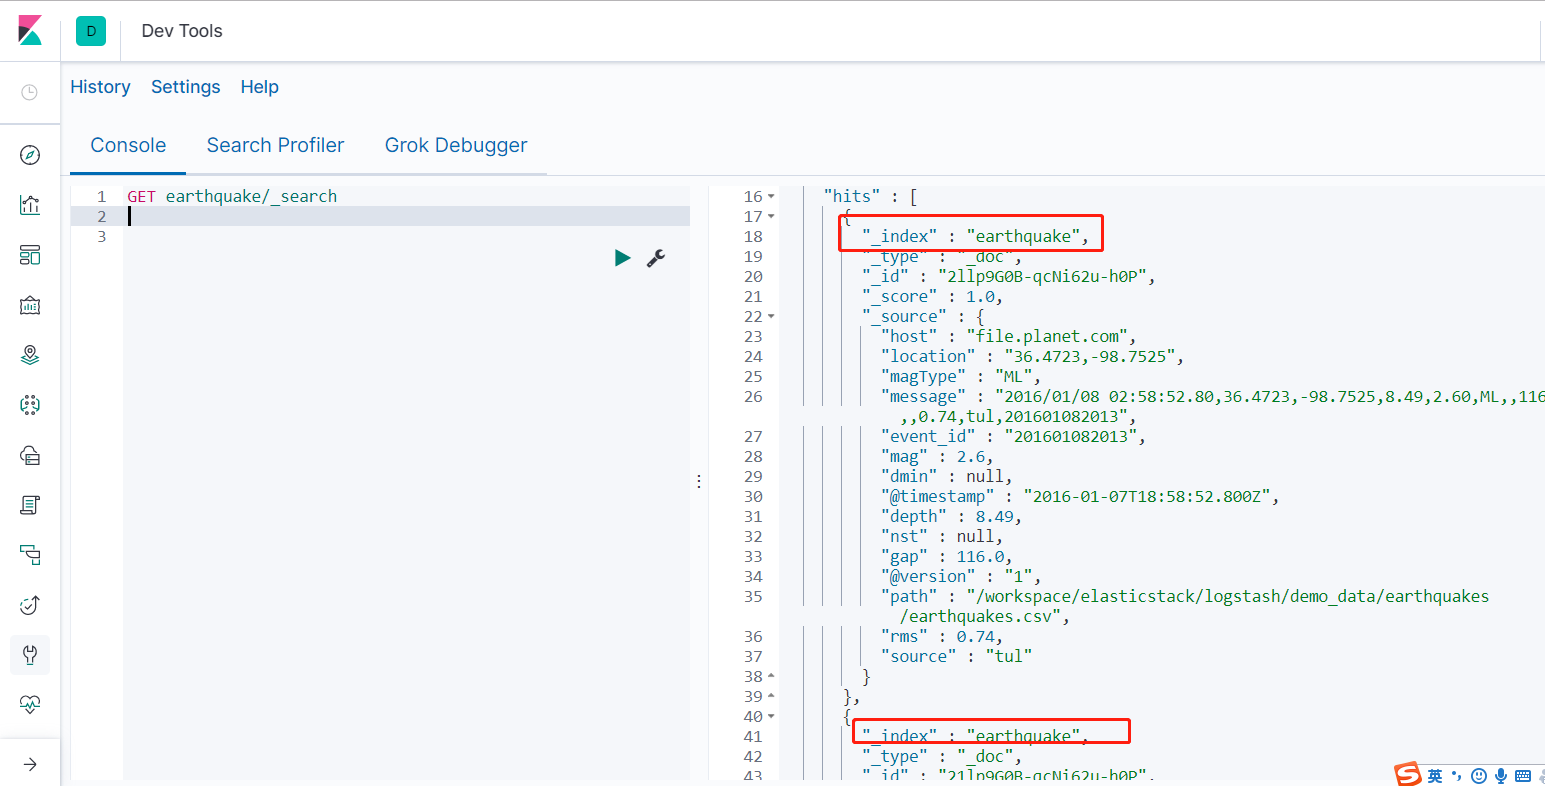 D Dev Tools
History Settings Help
Console Search Profiler Grok Debugger
1 GET earthquake/_search
2
3
16 "hits" : [
17 {
18 "_index" : "earthquake",
19 "_type" : "_doc",
20 "_id" : "2llp9G0B-qcNi62u-h0P",
21 "_score" : 1.0,
22 "_source" : {
23 "host" : "file.planet.com",
24 "location" : "36.4723,-98.7525",
25 "magType" : "ML",
26 "message" : "2016/01/08 02:58:52.80,36.4723,-98.7525,8.49,2.60,ML,,116
,,0.74,tul,201601082013",
27 "event_id" : "201601082013",
28 "mag" : 2.6,
29 "dmin" : null,
30 "@timestamp" : "2016-01-07T18:58:52.800Z",
31 "depth" : 8.49,
32 "nst" : null,
33 "gap" : 116.0,
34 "@version" : "1",
35 "path" : "/workspace/elasticstack/logstash/demo_data/earthquakes
/earthquakes.csv",
36 "rms" : 0.74,
37 "source" : "tul"
38 }
39 },
40 {
41 "_index" : "earthquake",
42 "_type" : "_doc",
43 "_id" : "21lp9G0B-qcNi62u-h0P",
S 英